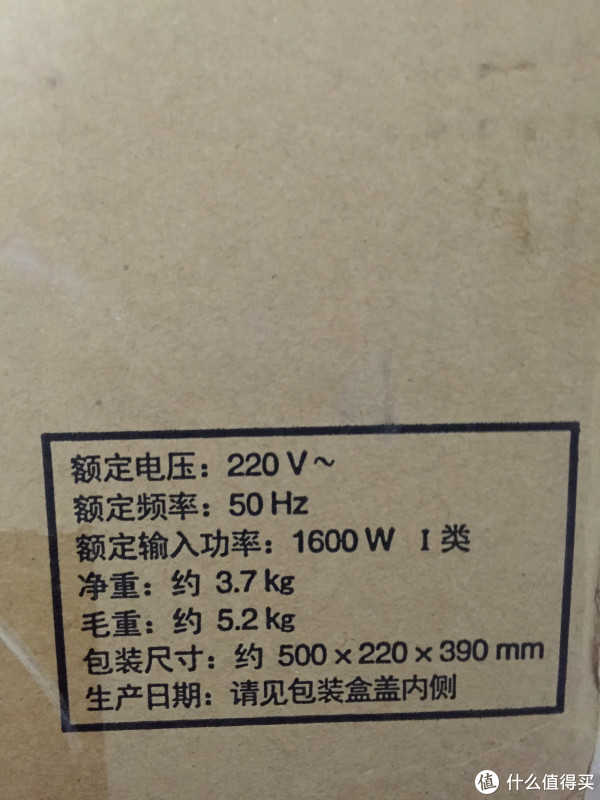 额定电压：220 V～
额定频率：50 Hz
额定输入功率：1600 W I 类
净重：约 3.7 kg
毛重：约 5.2 kg
包装尺寸：约 500 × 220 × 390 mm
生产日期：请见包装盒盖内侧
值 什么值得买